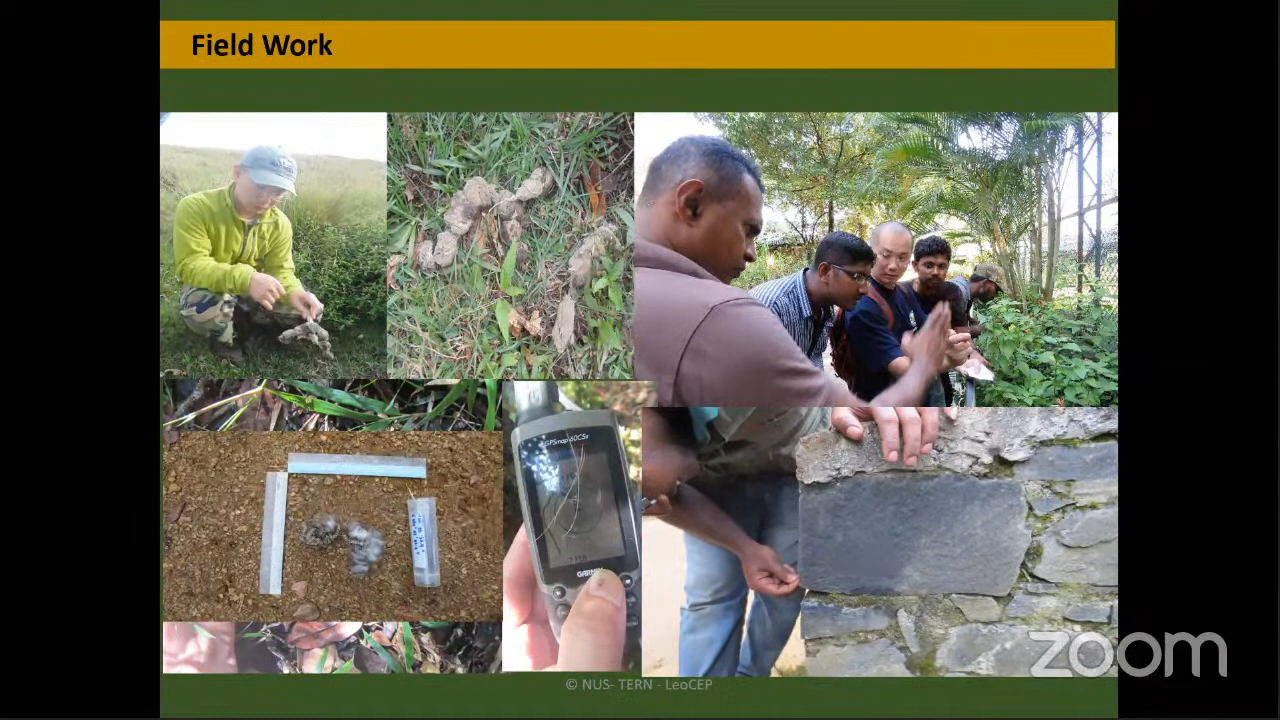 Field Work
GPSmap 60CSx
GARMIN
© NUS- TERN - LeoCEP
zoom